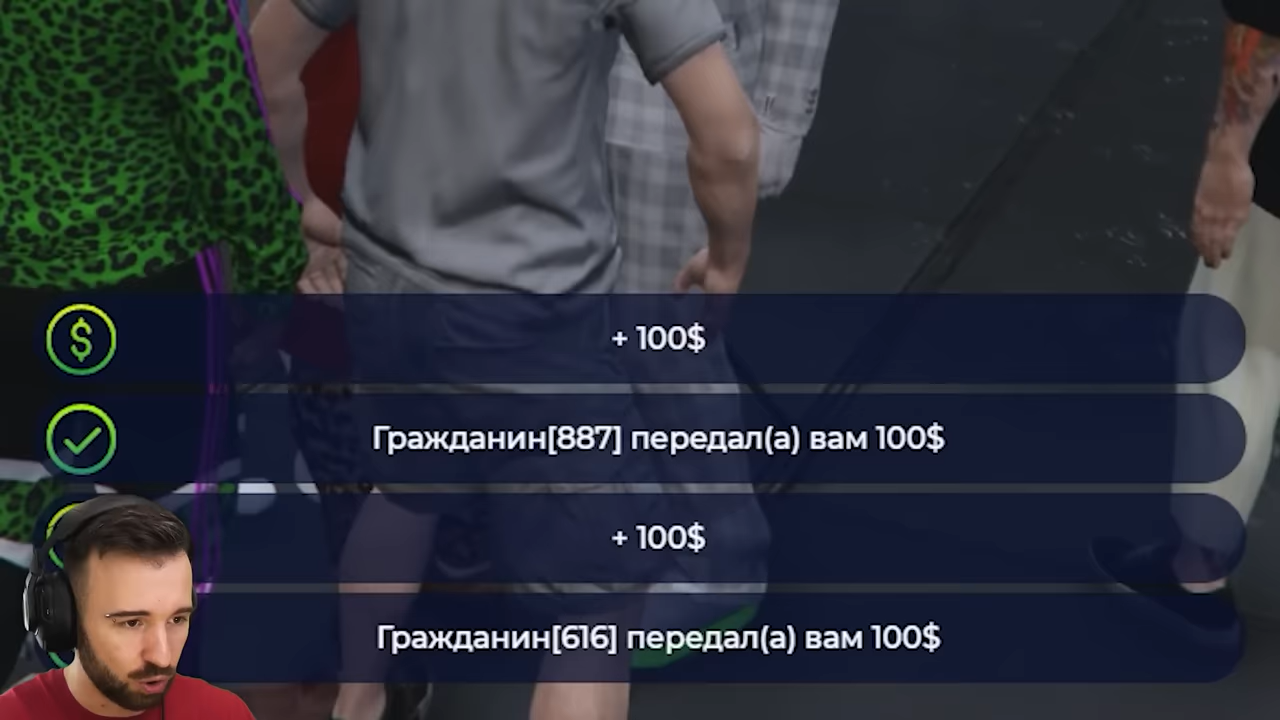 + 100$
Гражданин[887] передал(а) вам 100$
+ 100$
Гражданин[616] передал(а) вам 100$